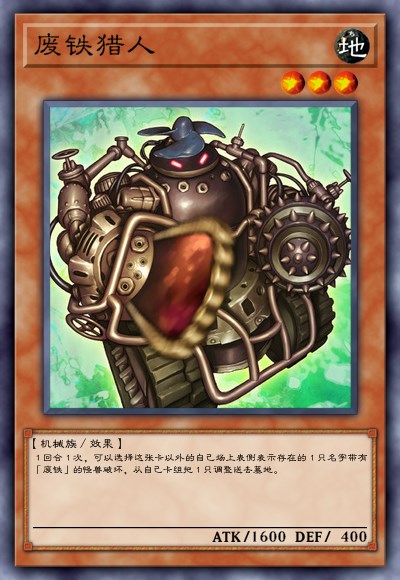 废铁猎人
地
【机械族/效果】
1回合1次,可以选择这张卡以外的自己场上表侧表示存在的1只名字带有
「废铁」的怪兽破坏,从自己卡组把1只调整送去墓地。
ATK/1600 DEF/ 400